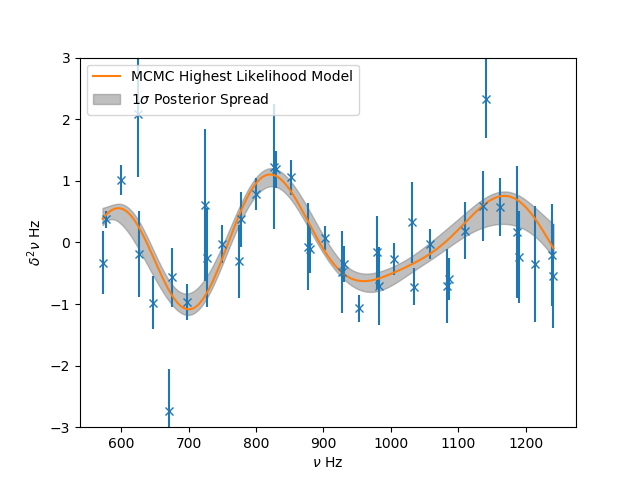 MCMC Highest Likelihood Model
1σ Posterior Spread
3
2
1
0
−1
−2
−3
δ²ν Hz
600 700 800 900 1000 1100 1200
ν Hz